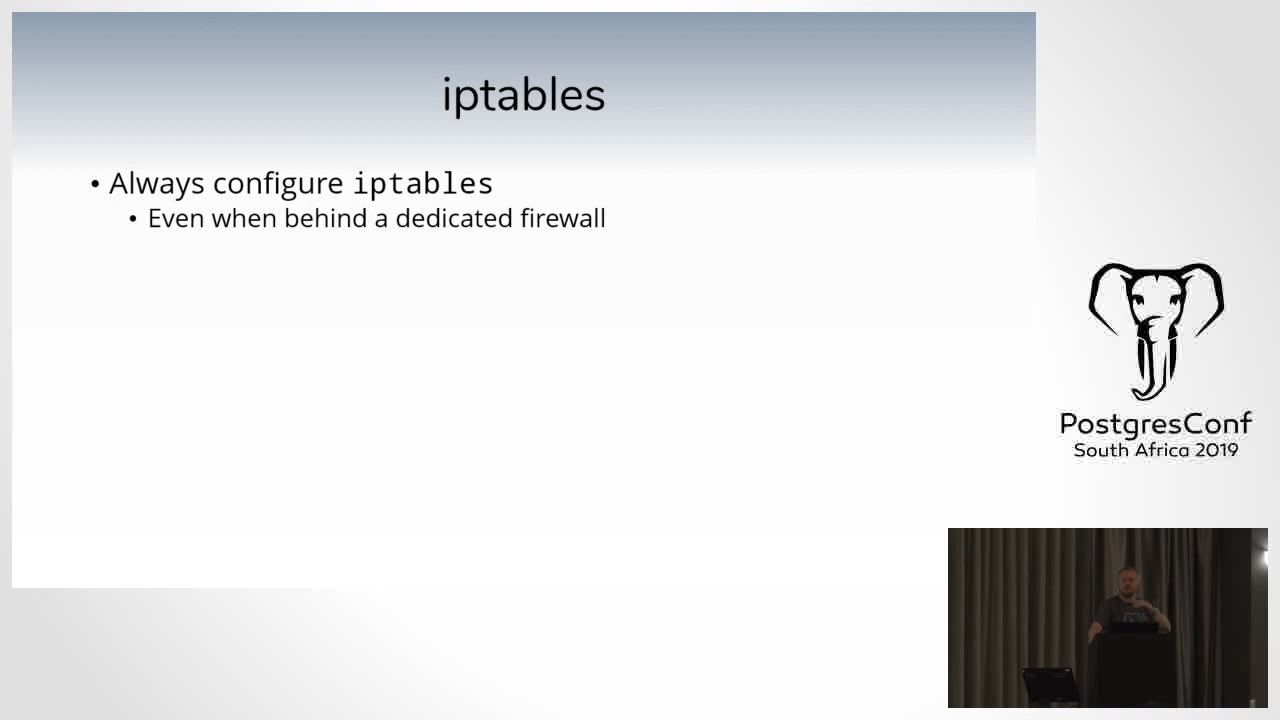 iptables
• Always configure iptables
• Even when behind a dedicated firewall
PostgresConf
South Africa 2019